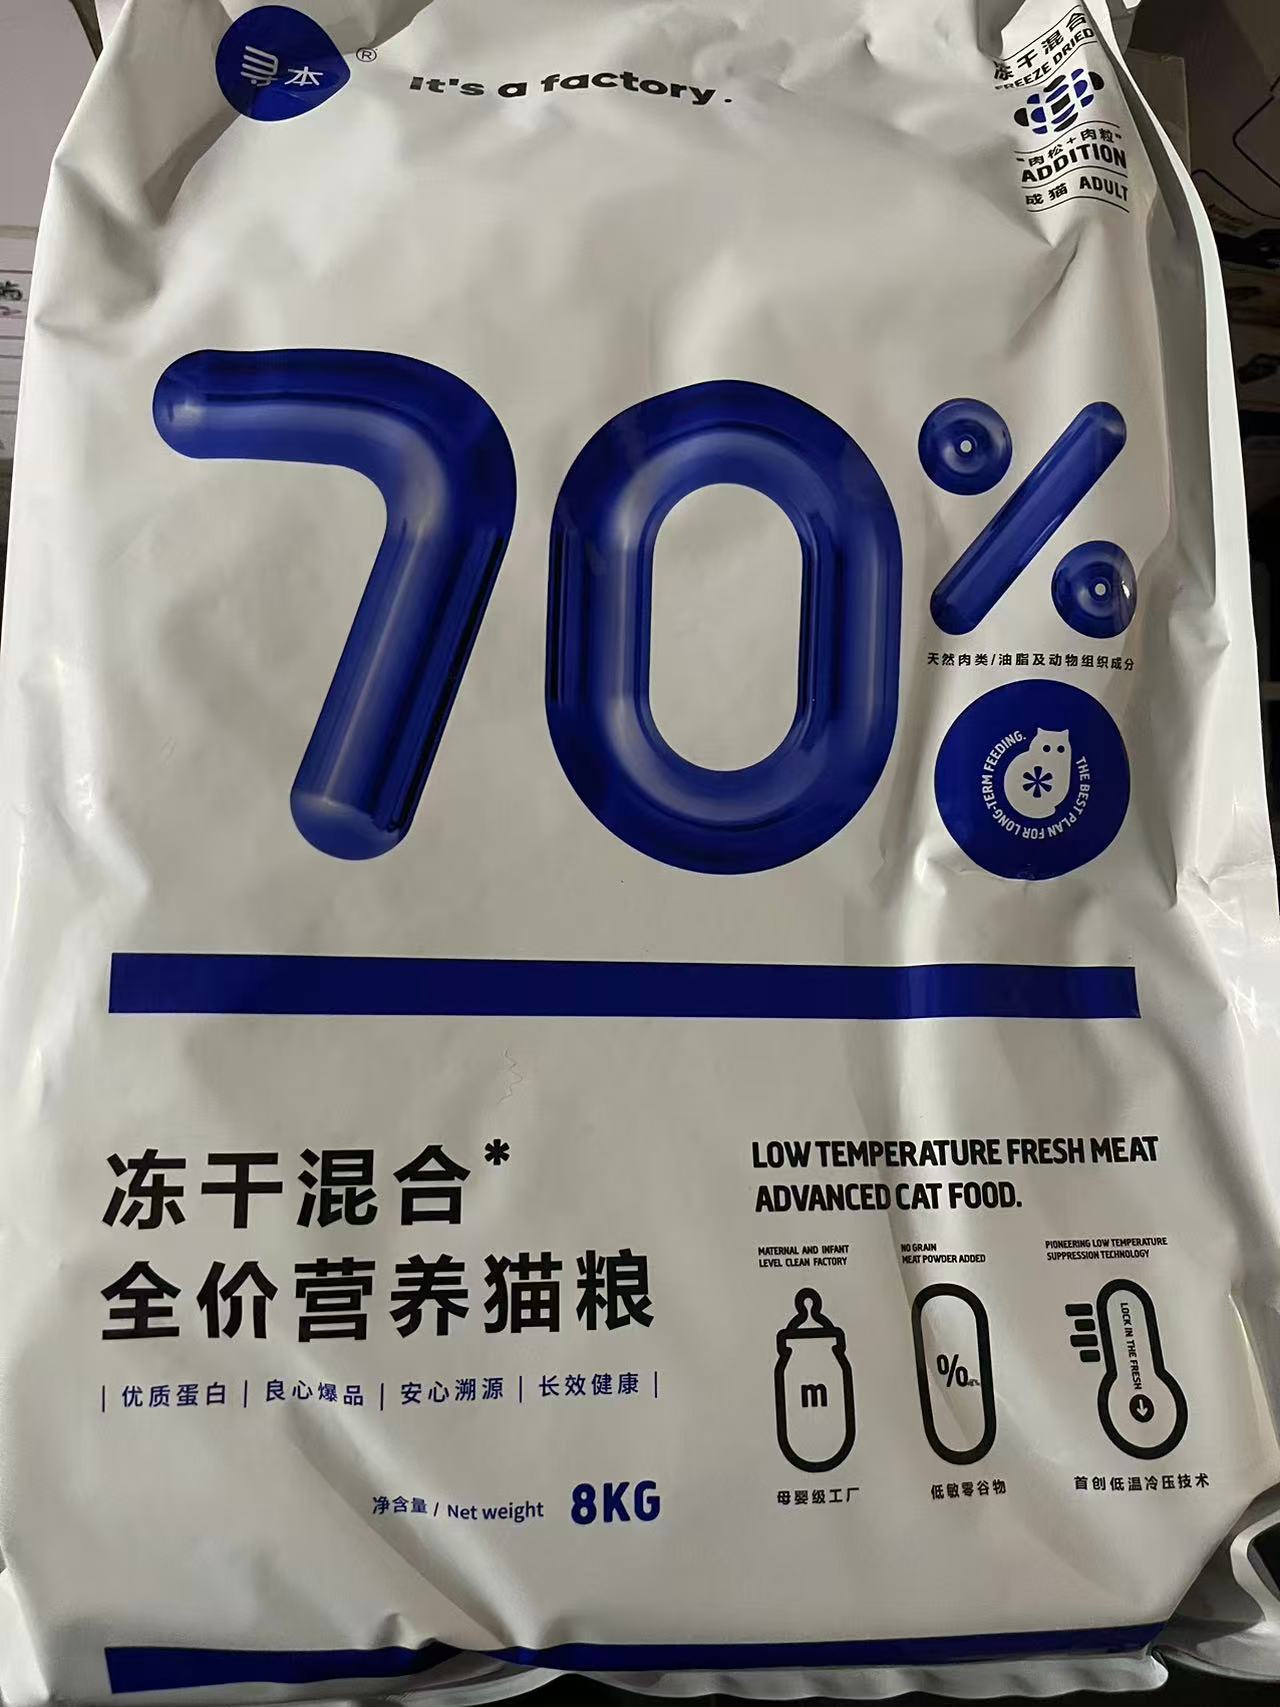 寻本®
It's a factory.
冻干混合
FREEZE DRIED
"肉松+肉粒"
ADDITION
成猫 ADULT
70%
天然肉类/油脂及动物组织成分
THE BEST PLAN FOR LONG-TERM FEEDING.
冻干混合*
全价营养猫粮
| 优质蛋白 | 良心爆品 | 安心溯源 | 长效健康 |
净含量 / Net weight 8KG
LOW TEMPERATURE FRESH MEAT
ADVANCED CAT FOOD.
MATERNAL AND INFANT
LEVEL CLEAN FACTORY
m
母婴级工厂
NO GRAIN
MEAT POWDER ADDED
%
低敏零谷物
PIONEERING LOW TEMPERATURE
SUPPRESSION TECHNOLOGY
LOCK IN THE FRESH
首创低温冷压技术